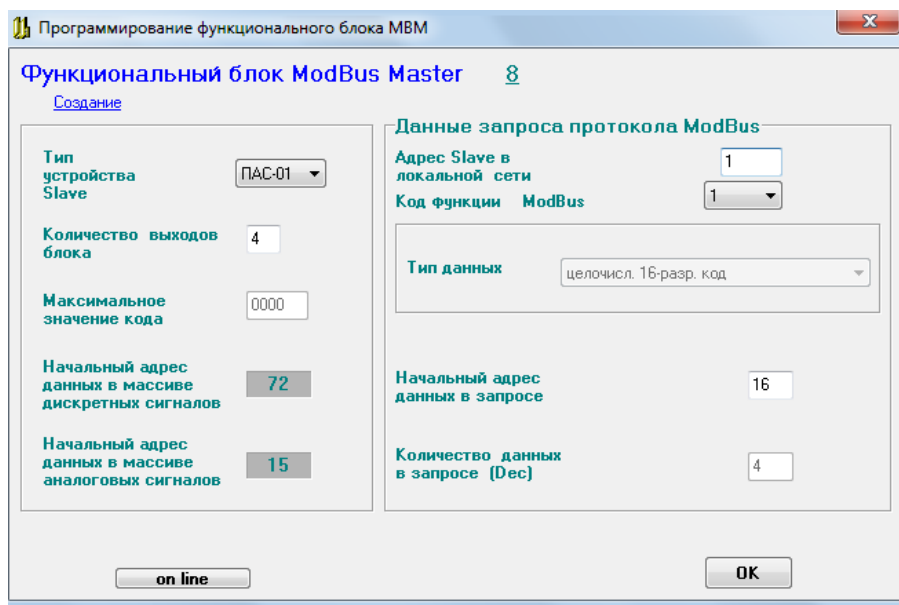 Программирование функционального блока МВМ
Функциональный блок ModBus Master 8
Создание
Тип
устройства
Slave
ПАС-01
Количество выходов
блока
4
Максимальное
значение кода
0000
Начальный адрес
данных в массиве
дискретных сигналов
72
Начальный адрес
данных в массиве
аналоговых сигналов
15
Данные запроса протокола ModBus
Адрес Slave в
локальной сети
1
Код функции ModBus
1
Тип данных
целочисл. 16-разр. код
Начальный адрес
данных в запросе
16
Количество данных
в запросе (Dec)
4
on line
OK